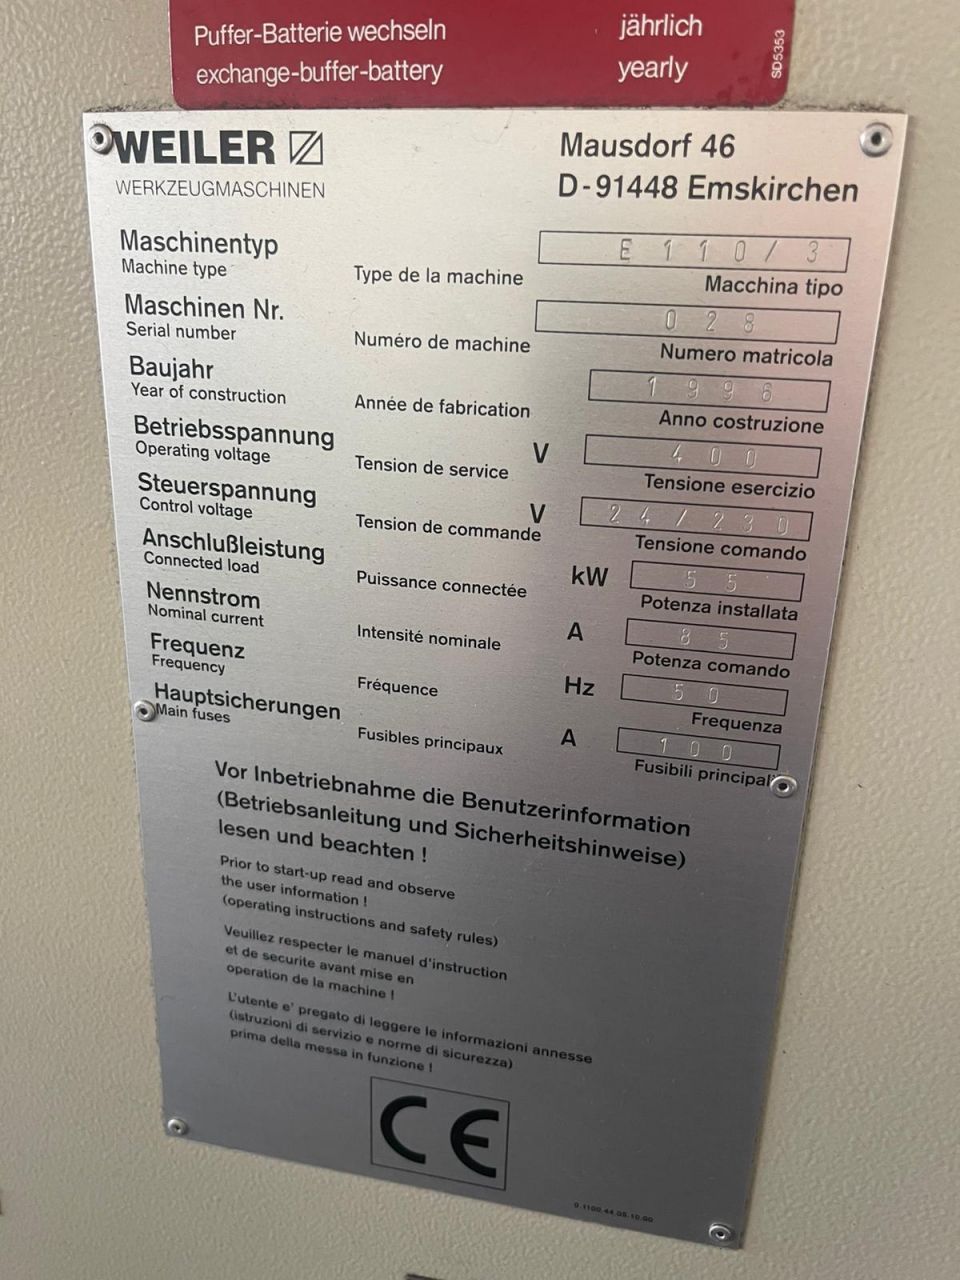 Puffer-Batterie wechseln jährlich
exchange-buffer-battery yearly
SD5353
WEILER
WERKZEUGMASCHINEN
Mausdorf 46
D-91448 Emskirchen
Maschinentyp E 110/3
Machine type Type de la machine Macchina tipo
Maschinen Nr. 028
Serial number Numéro de machine Numero matricola
Baujahr 1996
Year of construction Année de fabrication Anno costruzione
Betriebsspannung V 400
Operating voltage Tension de service Tensione esercizio
Steuerspannung V 24/230
Control voltage Tension de commande Tensione comando
Anschlußleistung kW 55
Connected load Puissance connectée Potenza installata
Nennstrom A 85
Nominal current Intensité nominale Potenza comando
Frequenz Hz 50
Frequency Fréquence Frequenza
Hauptsicherungen A 100
Main fuses Fusibles principaux Fusibili principali
Vor Inbetriebnahme die Benutzerinformation
(Betriebsanleitung und Sicherheitshinweise)
lesen und beachten !
Prior to start-up read and observe
the user information !
(operating instructions and safety rules)
Veuillez respecter le manuel d'instruction
et de securite avant mise en
operation de la machine !
L'utente e' pregato di leggere le informazioni annesse
(istruzioni di servizio e norme di sicurezza)
prima della messa in funzione !
CE
0.1100.44.05.10.00